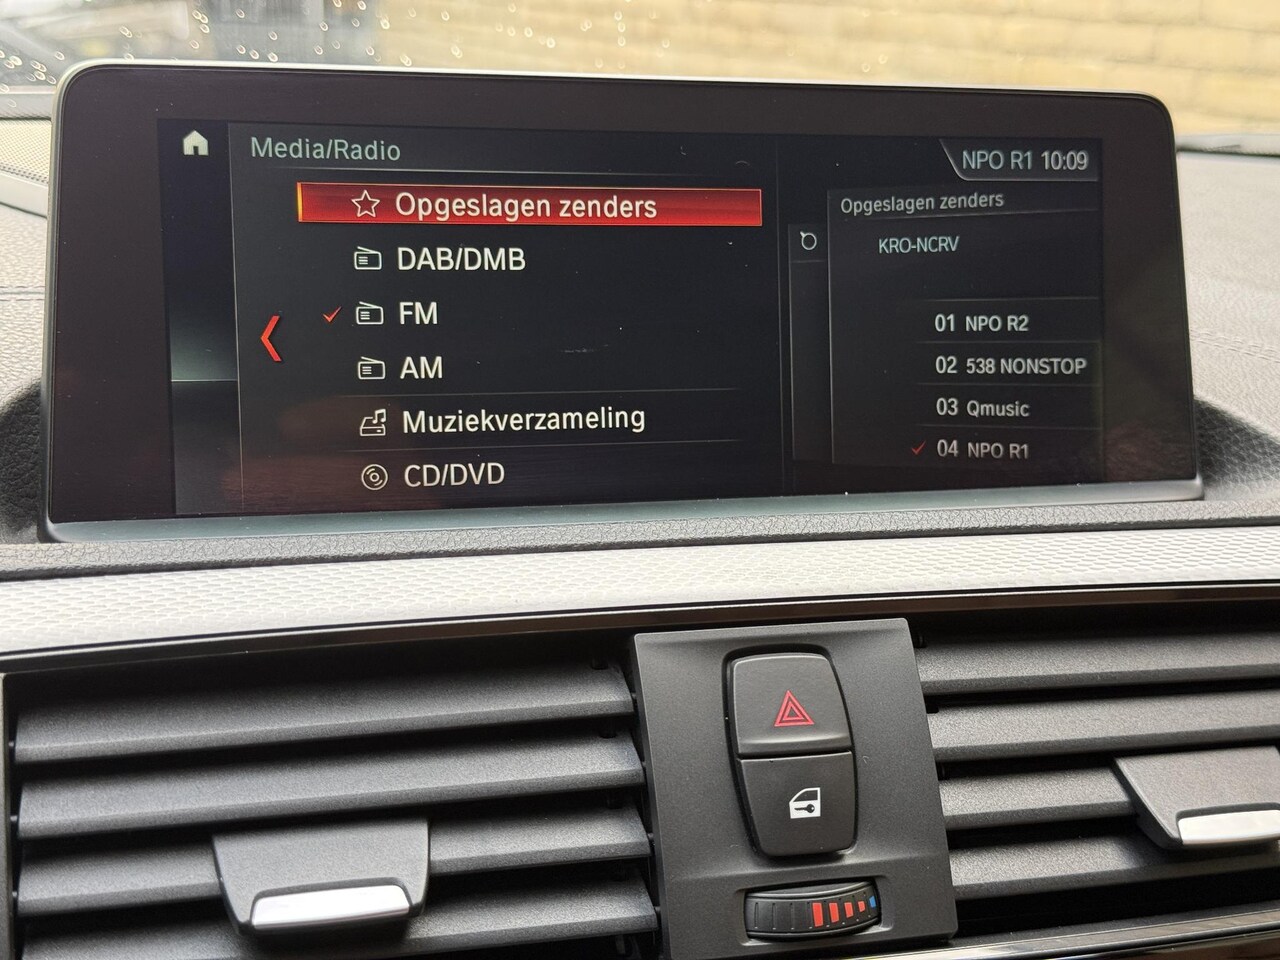 Media/Radio
NPO R1 10:09
Opgeslagen zenders
DAB/DMB
FM
AM
Muziekverzameling
CD/DVD
Opgeslagen zenders
KRO-NCRV
01 NPO R2
02 538 NONSTOP
03 Qmusic
04 NPO R1